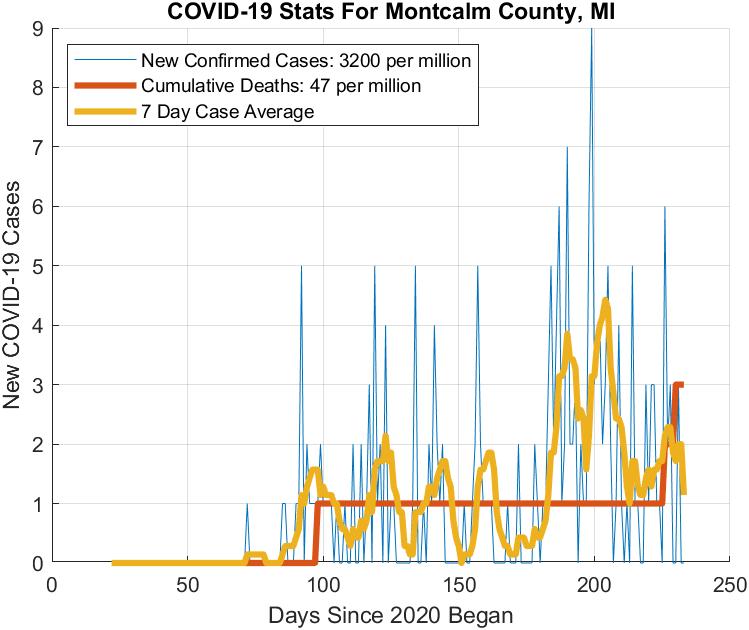 COVID-19 Stats For Montcalm County, MI
New Confirmed Cases: 3200 per million
Cumulative Deaths: 47 per million
7 Day Case Average
New COVID-19 Cases
9
8
7
6
5
4
3
2
1
0
0 50 100 150 200 250
Days Since 2020 Began